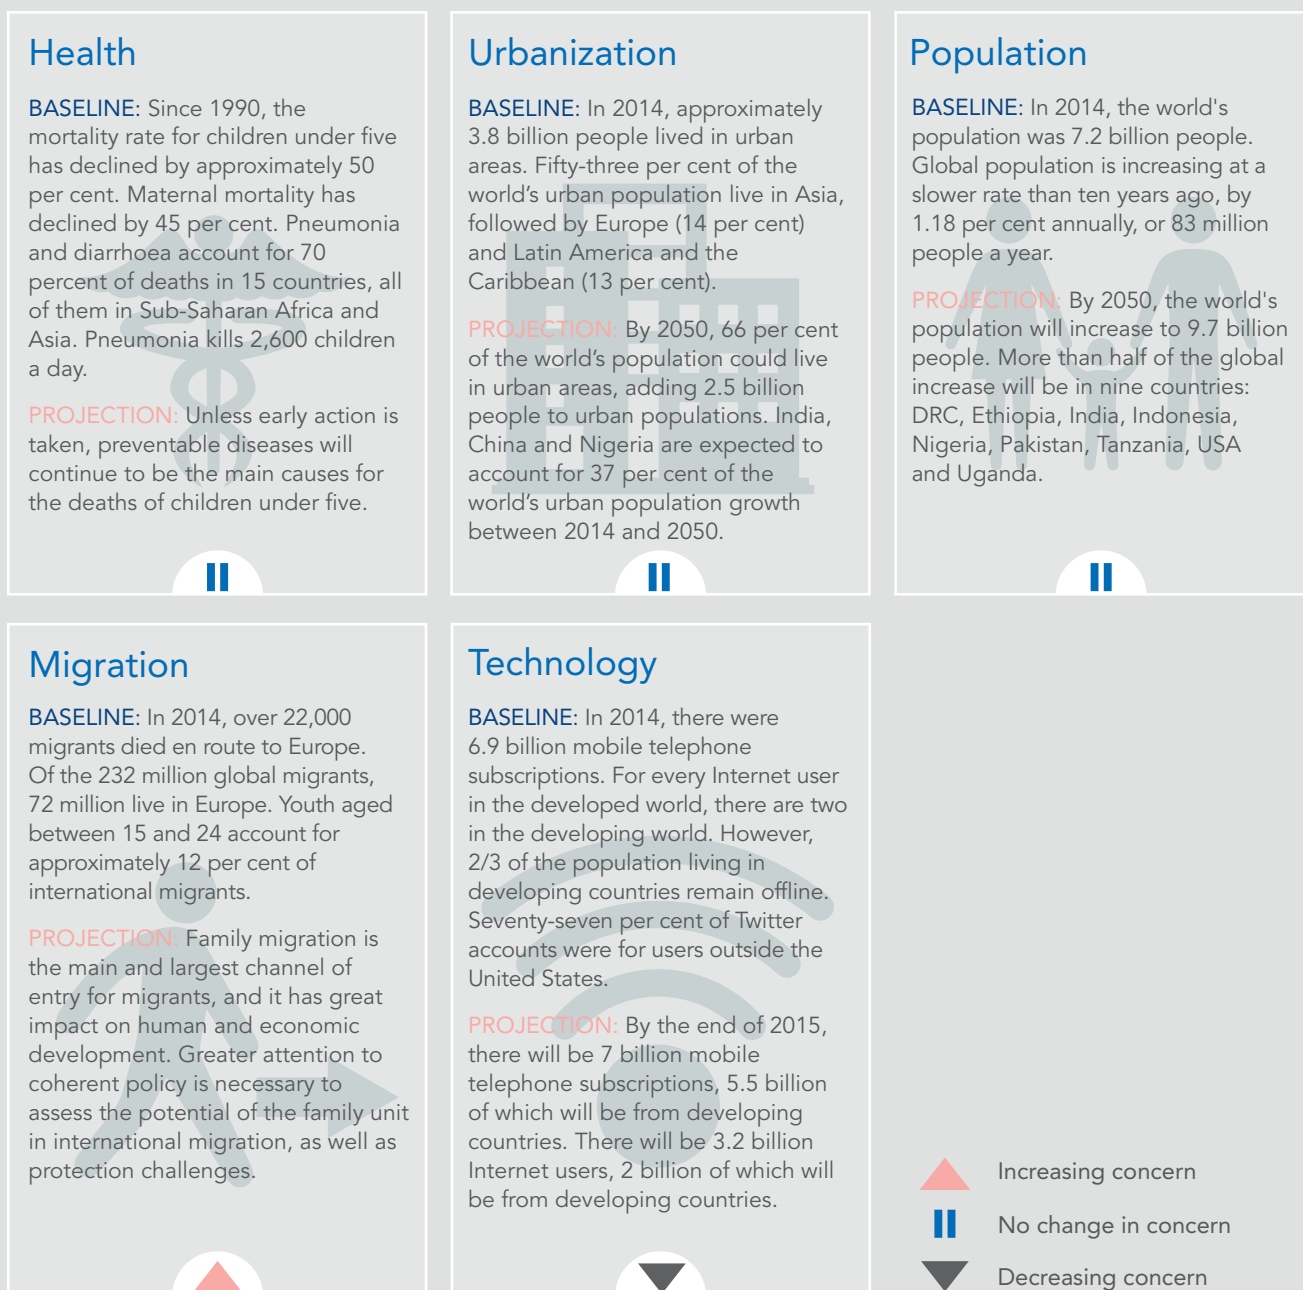 Health
BASELINE: Since 1990, the
mortality rate for children under five
has declined by approximately 50
per cent. Maternal mortality has
declined by 45 per cent. Pneumonia
and diarrhoea account for 70
percent of deaths in 15 countries, all
of them in Sub-Saharan Africa and
Asia. Pneumonia kills 2,600 children
a day.
PROJECTION: Unless early action is
taken, preventable diseases will
continue to be the main causes for
the deaths of children under five.
Urbanization
BASELINE: In 2014, approximately
3.8 billion people lived in urban
areas. Fifty-three per cent of the
world’s urban population live in Asia,
followed by Europe (14 per cent)
and Latin America and the
Caribbean (13 per cent).
PROJECTION: By 2050, 66 per cent
of the world’s population could live
in urban areas, adding 2.5 billion
people to urban populations. India,
China and Nigeria are expected to
account for 37 per cent of the
world’s urban population growth
between 2014 and 2050.
Population
BASELINE: In 2014, the world's
population was 7.2 billion people.
Global population is increasing at a
slower rate than ten years ago, by
1.18 per cent annually, or 83 million
people a year.
PROJECTION: By 2050, the world's
population will increase to 9.7 billion
people. More than half of the global
increase will be in nine countries:
DRC, Ethiopia, India, Indonesia,
Nigeria, Pakistan, Tanzania, USA
and Uganda.
Migration
BASELINE: In 2014, over 22,000
migrants died en route to Europe.
Of the 232 million global migrants,
72 million live in Europe. Youth aged
between 15 and 24 account for
approximately 12 per cent of
international migrants.
PROJECTION: Family migration is
the main and largest channel of
entry for migrants, and it has great
impact on human and economic
development. Greater attention to
coherent policy is necessary to
assess the potential of the family unit
in international migration, as well as
protection challenges.
Technology
BASELINE: In 2014, there were
6.9 billion mobile telephone
subscriptions. For every Internet user
in the developed world, there are two
in the developing world. However,
2/3 of the population living in
developing countries remain offline.
Seventy-seven per cent of Twitter
accounts were for users outside the
United States.
PROJECTION: By the end of 2015,
there will be 7 billion mobile
telephone subscriptions, 5.5 billion
of which will be from developing
countries. There will be 3.2 billion
Internet users, 2 billion of which will
be from developing countries.
Increasing concern
No change in concern
Decreasing concern